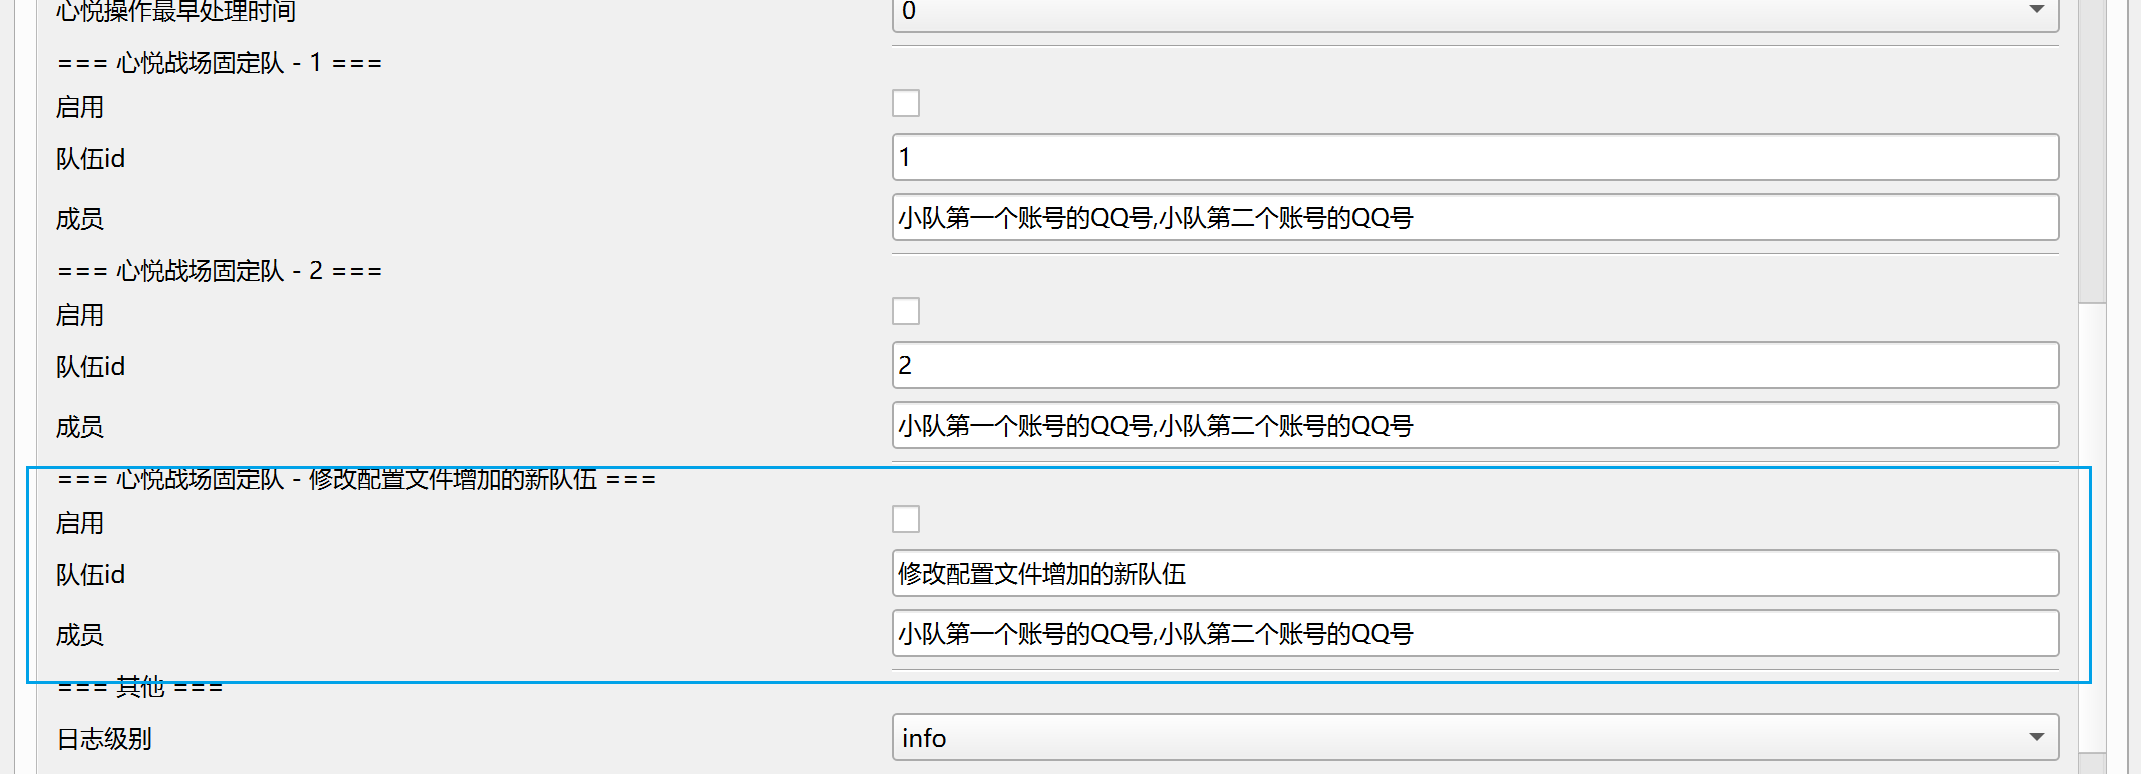 心悦操作最早处理时间 0
=== 心悦战场固定队 - 1 ===
启用
队伍id 1
成员 小队第一个账号的QQ号,小队第二个账号的QQ号
=== 心悦战场固定队 - 2 ===
启用
队伍id 2
成员 小队第一个账号的QQ号,小队第二个账号的QQ号
=== 心悦战场固定队 - 修改配置文件增加的新队伍 ===
启用
队伍id 修改配置文件增加的新队伍
成员 小队第一个账号的QQ号,小队第二个账号的QQ号
=== 其他 ===
日志级别 info